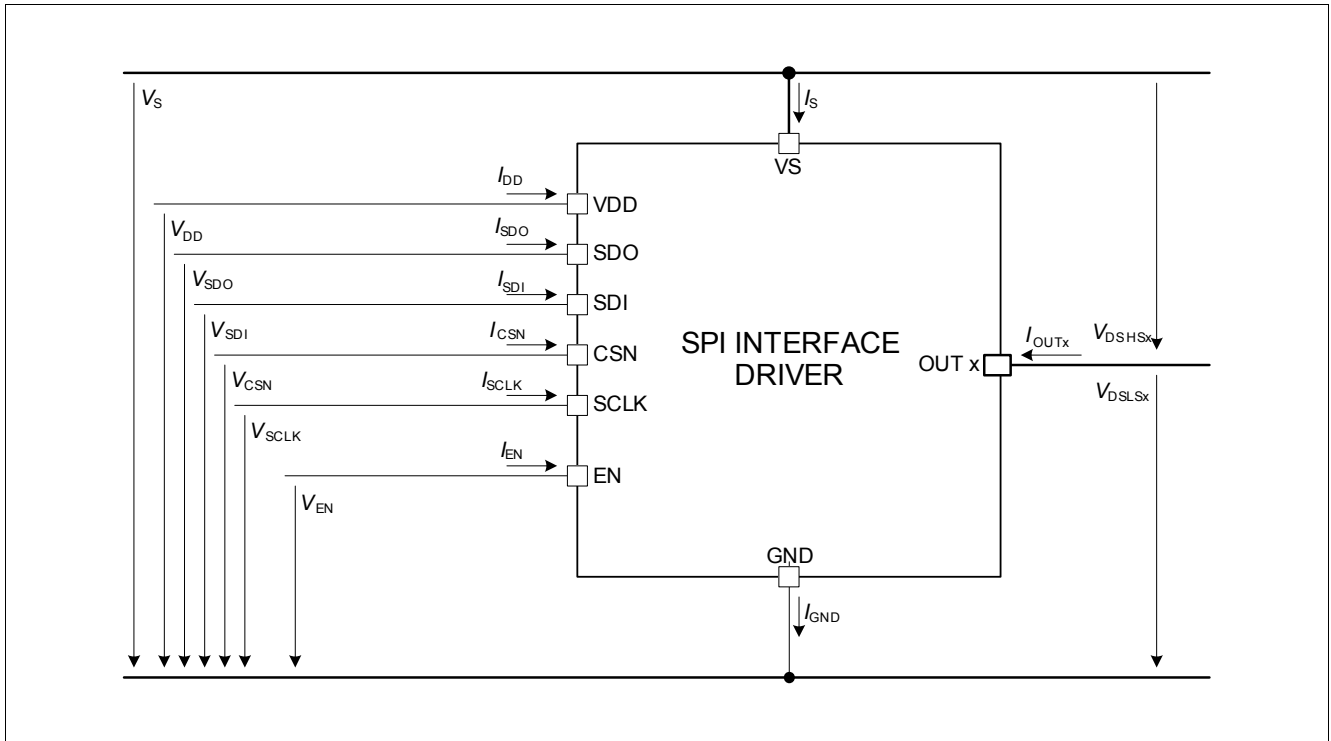 VS
IS
VS
IDD
VDD
VDD
ISDO
SDO
VSDO
ISDI
SDI
VSDI
ICSN
CSN
VCSN
ISCLK
SCLK
VSCLK
IEN
EN
VEN
SPI INTERFACE
DRIVER
OUT x
IOUTx
VDSHSx
VDSLSx
GND
IGND